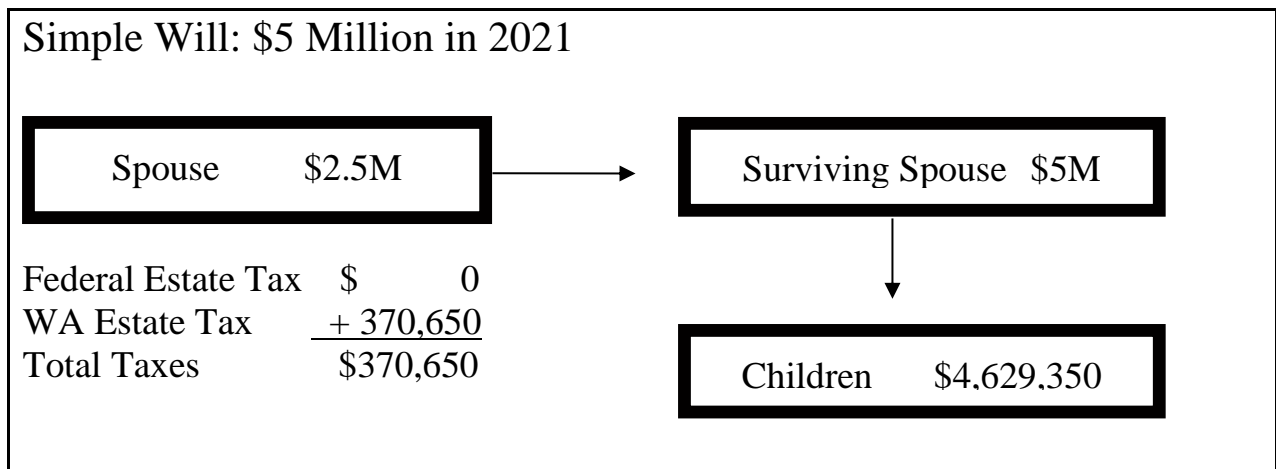 Simple Will: $5 Million in 2021
Spouse $2.5M
Surviving Spouse $5M
Federal Estate Tax $ 0
WA Estate Tax + 370,650
Total Taxes $370,650
Children $4,629,350